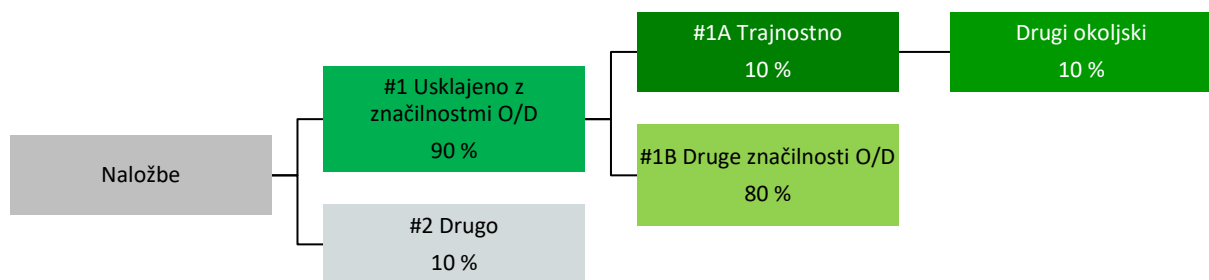 Naložbe
#1 Usklajeno z
značilnostmi O/D
90 %
#2 Drugo
10 %
#1A Trajnostno
10 %
#1B Druge značilnosti O/D
80 %
Drugi okoljski
10 %